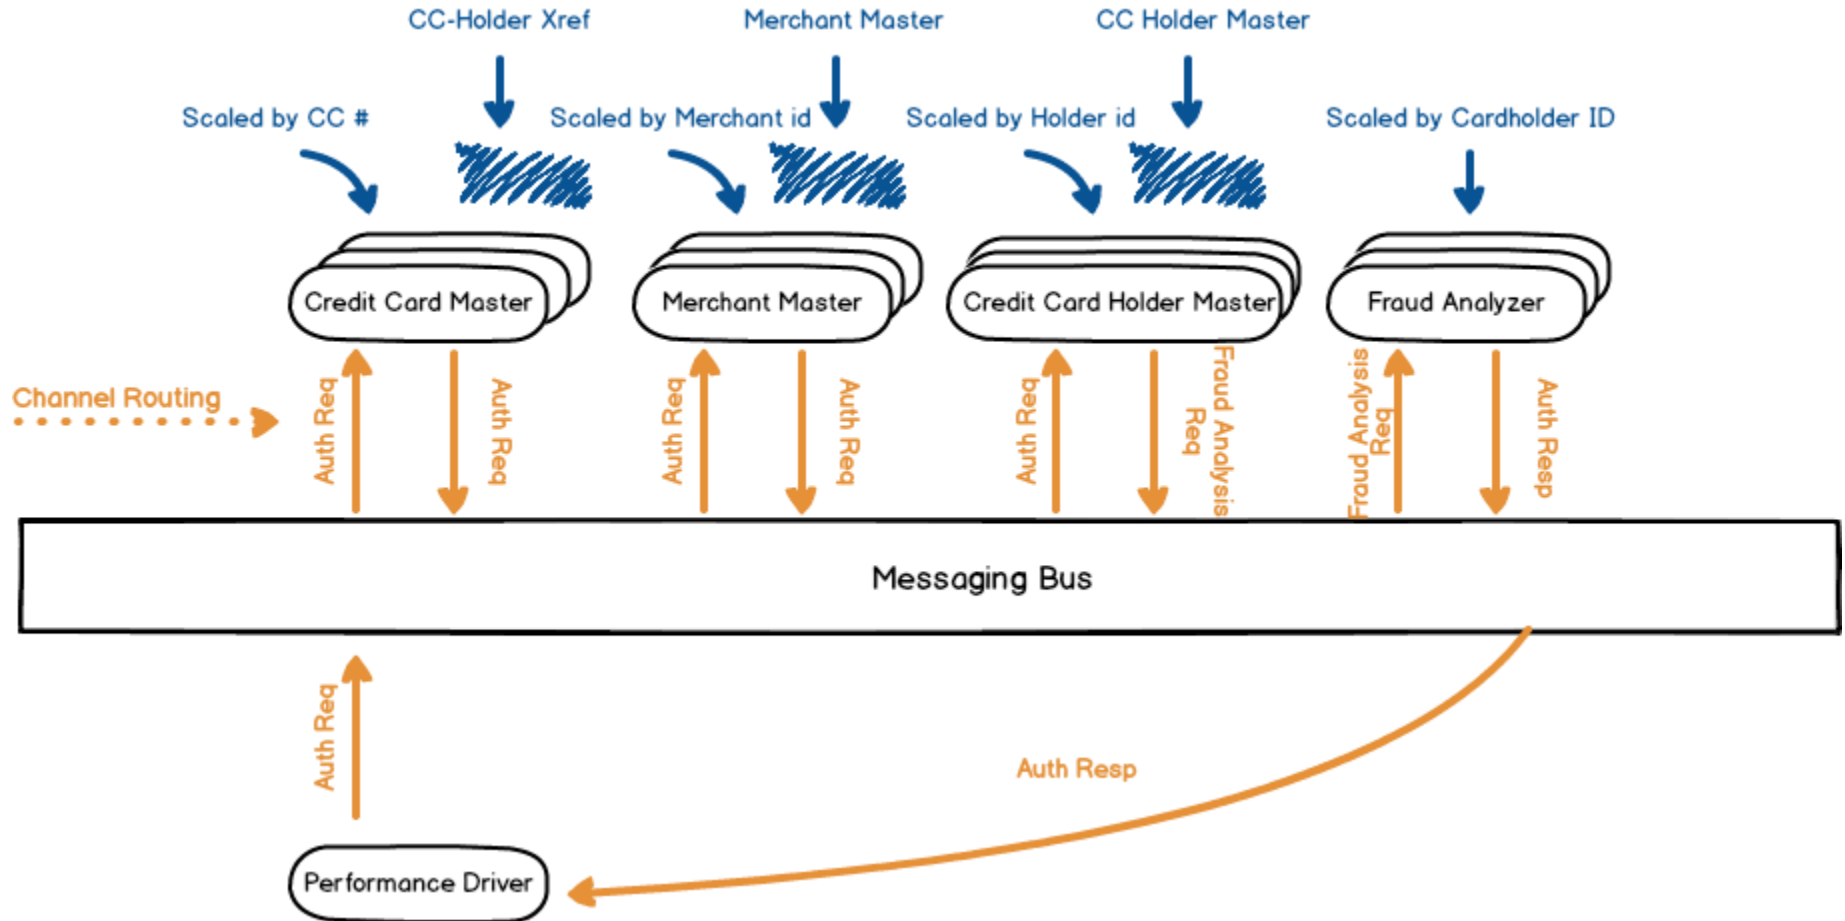 CC-Holder Xref
Merchant Master
CC Holder Master
Scaled by CC #
Scaled by Merchant id
Scaled by Holder id
Scaled by Cardholder ID
Credit Card Master
Merchant Master
Credit Card Holder Master
Fraud Analyzer
Channel Routing
Auth Req
Auth Req
Auth Req
Auth Req
Auth Req
Fraud Analysis
Req
Fraud Analysis
Req
Auth Resp
Messaging Bus
Auth Req
Auth Resp
Performance Driver